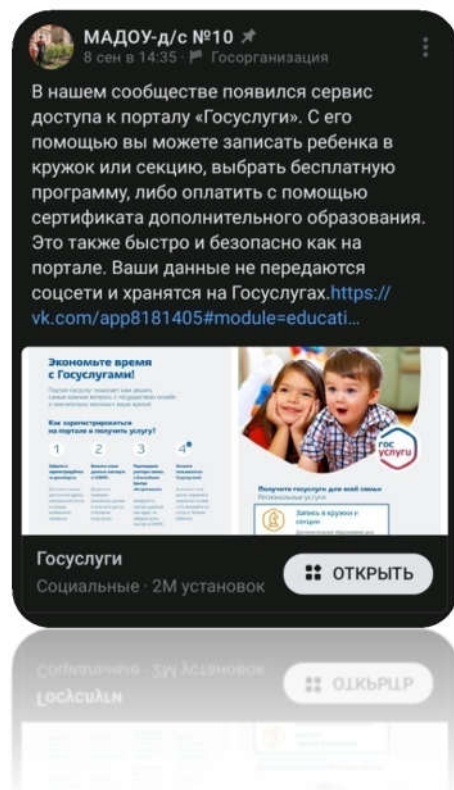 МАДОУ-д/с №10
8 сен в 14:35 · Госорганизация
В нашем сообществе появился сервис
доступа к порталу «Госуслуги». С его
помощью вы можете записать ребенка в
кружок или секцию, выбрать бесплатную
программу, либо оплатить с помощью
сертификата дополнительного образования.
Это также быстро и безопасно как на
портале. Ваши данные не передаются
соцсети и хранятся на Госуслугах.https://
vk.com/app8181405#module=educati...
Экономьте время
с Госуслугами!
Как зарегистрироваться
на портале и получить услугу?
1 2 3 4
гос
услуги
Получите госуслуги для всей семьи
Региональные услуги
Запись в кружки и
секции
Госуслуги
Социальные · 2M установок
ОТКРЫТЬ